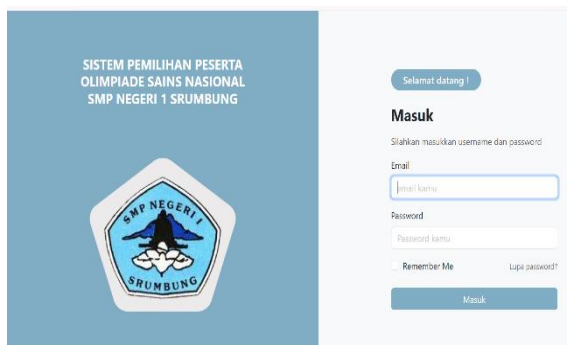 SISTEM PEMILIHAN PESERTA
OLIMPIADE SAINS NASIONAL
SMP NEGERI 1 SRUMBUNG
SMP NEGERI 1
SRUMBUNG
Selamat datang !
Masuk
Silahkan masukkan username dan password
Email
email kamu
Password
Password kamu
Remember Me
Lupa password?
Masuk